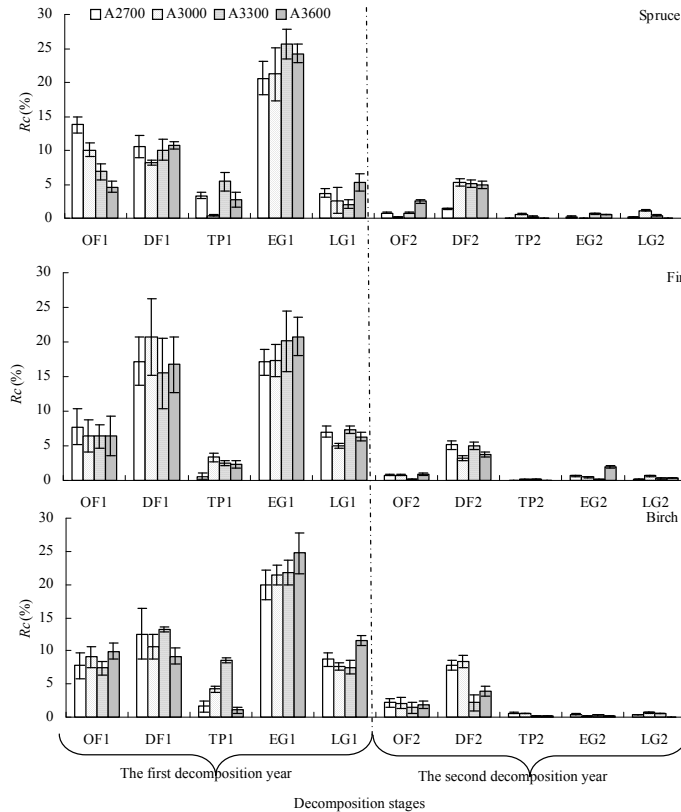 A2700 A3000 A3300 A3600
Spruce
30
25
20
15
10
5
0
Rc (%)
OF1 DF1 TP1 EG1 LG1 OF2 DF2 TP2 EG2 LG2
Fir
30
25
20
15
10
5
0
Rc (%)
OF1 DF1 TP1 EG1 LG1 OF2 DF2 TP2 EG2 LG2
Birch
30
25
20
15
10
5
0
Rc (%)
OF1 DF1 TP1 EG1 LG1 OF2 DF2 TP2 EG2 LG2
The first decomposition year The second decomposition year
Decomposition stages